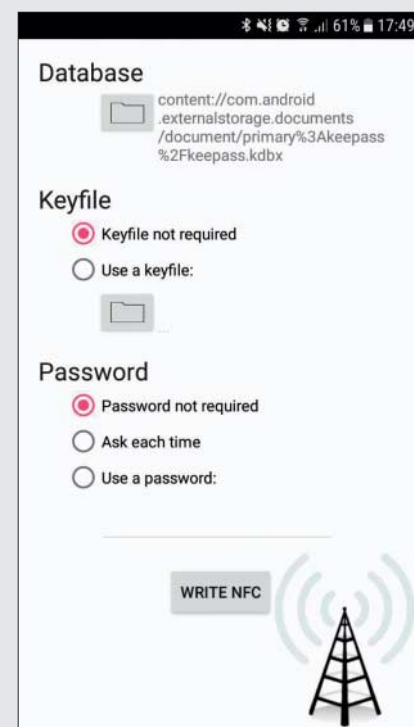 61% 17:49
Database
content://com.android
.externalstorage.documents
/document/primary%3Akeepass
%2Fkeepass.kdbx
Keyfile
Keyfile not required
Use a keyfile:
...
Password
Password not required
Ask each time
Use a password:
WRITE NFC